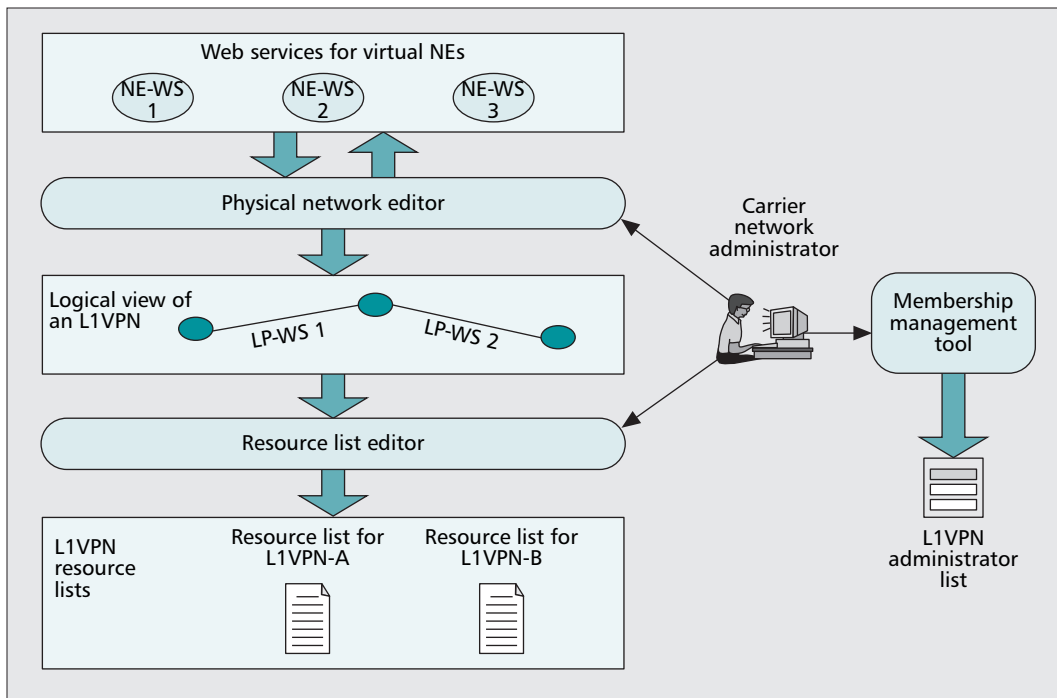 Web services for virtual NEs
NE-WS
1
NE-WS
2
NE-WS
3
Physical network editor
Carrier
network
administrator
Logical view of
an L1VPN
LP-WS 1
LP-WS 2
Membership
management
tool
Resource list editor
L1VPN
resource
lists
Resource list for
L1VPN-A
Resource list for
L1VPN-B
L1VPN
administrator
list